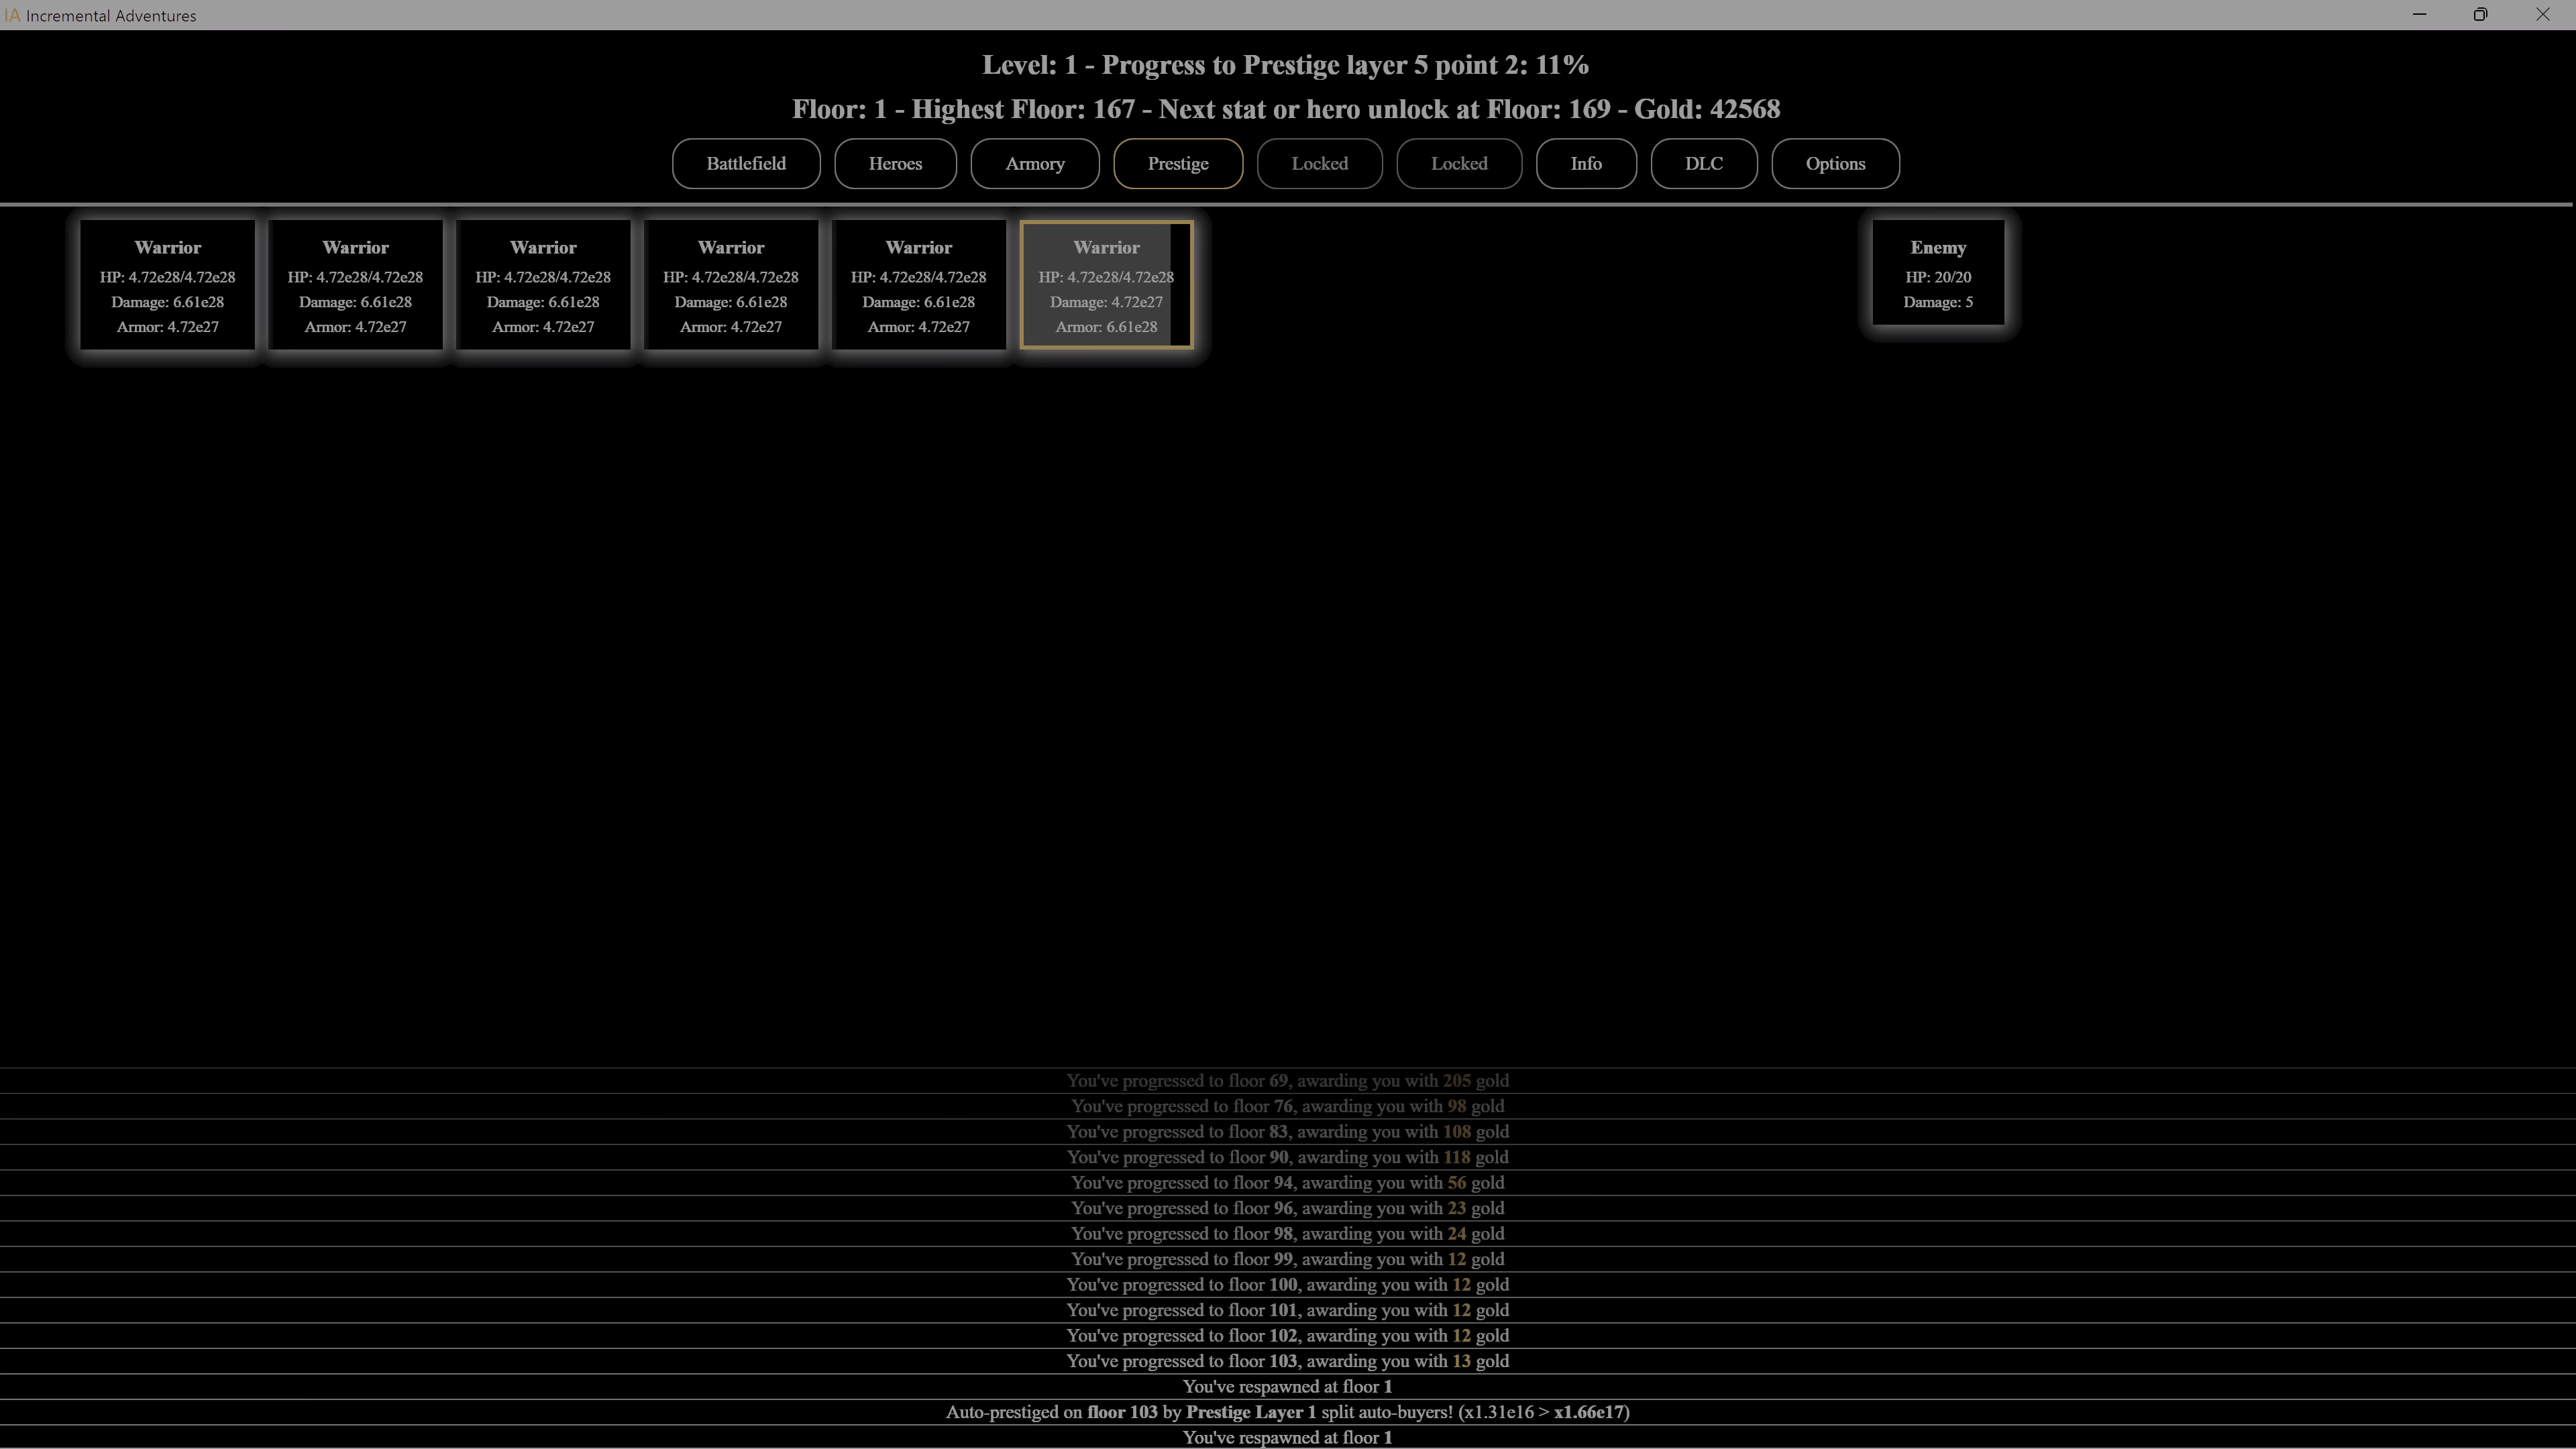 IA Incremental Adventures
Level: 1 - Progress to Prestige layer 5 point 2: 11%
Floor: 1 - Highest Floor: 167 - Next stat or hero unlock at Floor: 169 - Gold: 42568
Battlefield Heroes Armory Prestige Locked Locked Info DLC Options
Warrior Warrior Warrior Warrior Warrior Warrior Enemy
HP: 4.72e28/4.72e28 HP: 4.72e28/4.72e28 HP: 4.72e28/4.72e28 HP: 4.72e28/4.72e28 HP: 4.72e28/4.72e28 HP: 4.72e28/4.72e28 HP: 20/20
Damage: 6.61e28 Damage: 6.61e28 Damage: 6.61e28 Damage: 6.61e28 Damage: 6.61e28 Damage: 4.72e27 Damage: 5
Armor: 4.72e27 Armor: 4.72e27 Armor: 4.72e27 Armor: 4.72e27 Armor: 4.72e27 Armor: 6.61e28
You've progressed to floor 69, awarding you with 205 gold
You've progressed to floor 76, awarding you with 98 gold
You've progressed to floor 83, awarding you with 108 gold
You've progressed to floor 90, awarding you with 118 gold
You've progressed to floor 94, awarding you with 56 gold
You've progressed to floor 96, awarding you with 23 gold
You've progressed to floor 98, awarding you with 24 gold
You've progressed to floor 99, awarding you with 12 gold
You've progressed to floor 100, awarding you with 12 gold
You've progressed to floor 101, awarding you with 12 gold
You've progressed to floor 102, awarding you with 12 gold
You've progressed to floor 103, awarding you with 13 gold
You've respawned at floor 1
Auto-prestiged on floor 103 by Prestige Layer 1 split auto-buyers! (x1.31e16 > x1.66e17)
You've respawned at floor 1